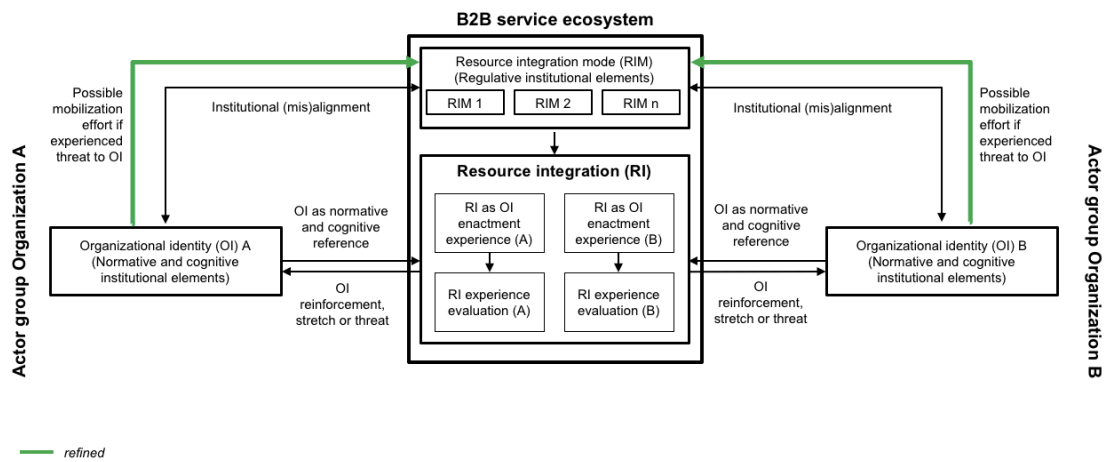 B2B service ecosystem
Resource integration mode (RIM)
(Regulative institutional elements)
RIM 1
RIM 2
RIM n
Possible
mobilization
effort if
experienced
threat to OI
Institutional (mis)alignment
Institutional (mis)alignment
Possible
mobilization
effort if
experienced
threat to OI
Actor group Organization A
Actor group Organization B
Resource integration (RI)
RI as OI
enactment
experience (A)
RI as OI
enactment
experience (B)
RI experience
evaluation (A)
RI experience
evaluation (B)
OI as normative
and cognitive
reference
OI as normative
and cognitive
reference
Organizational identity (OI) A
(Normative and cognitive
institutional elements)
Organizational identity (OI) B
(Normative and cognitive
institutional elements)
OI
reinforcement,
stretch or threat
OI
reinforcement,
stretch or threat
refined